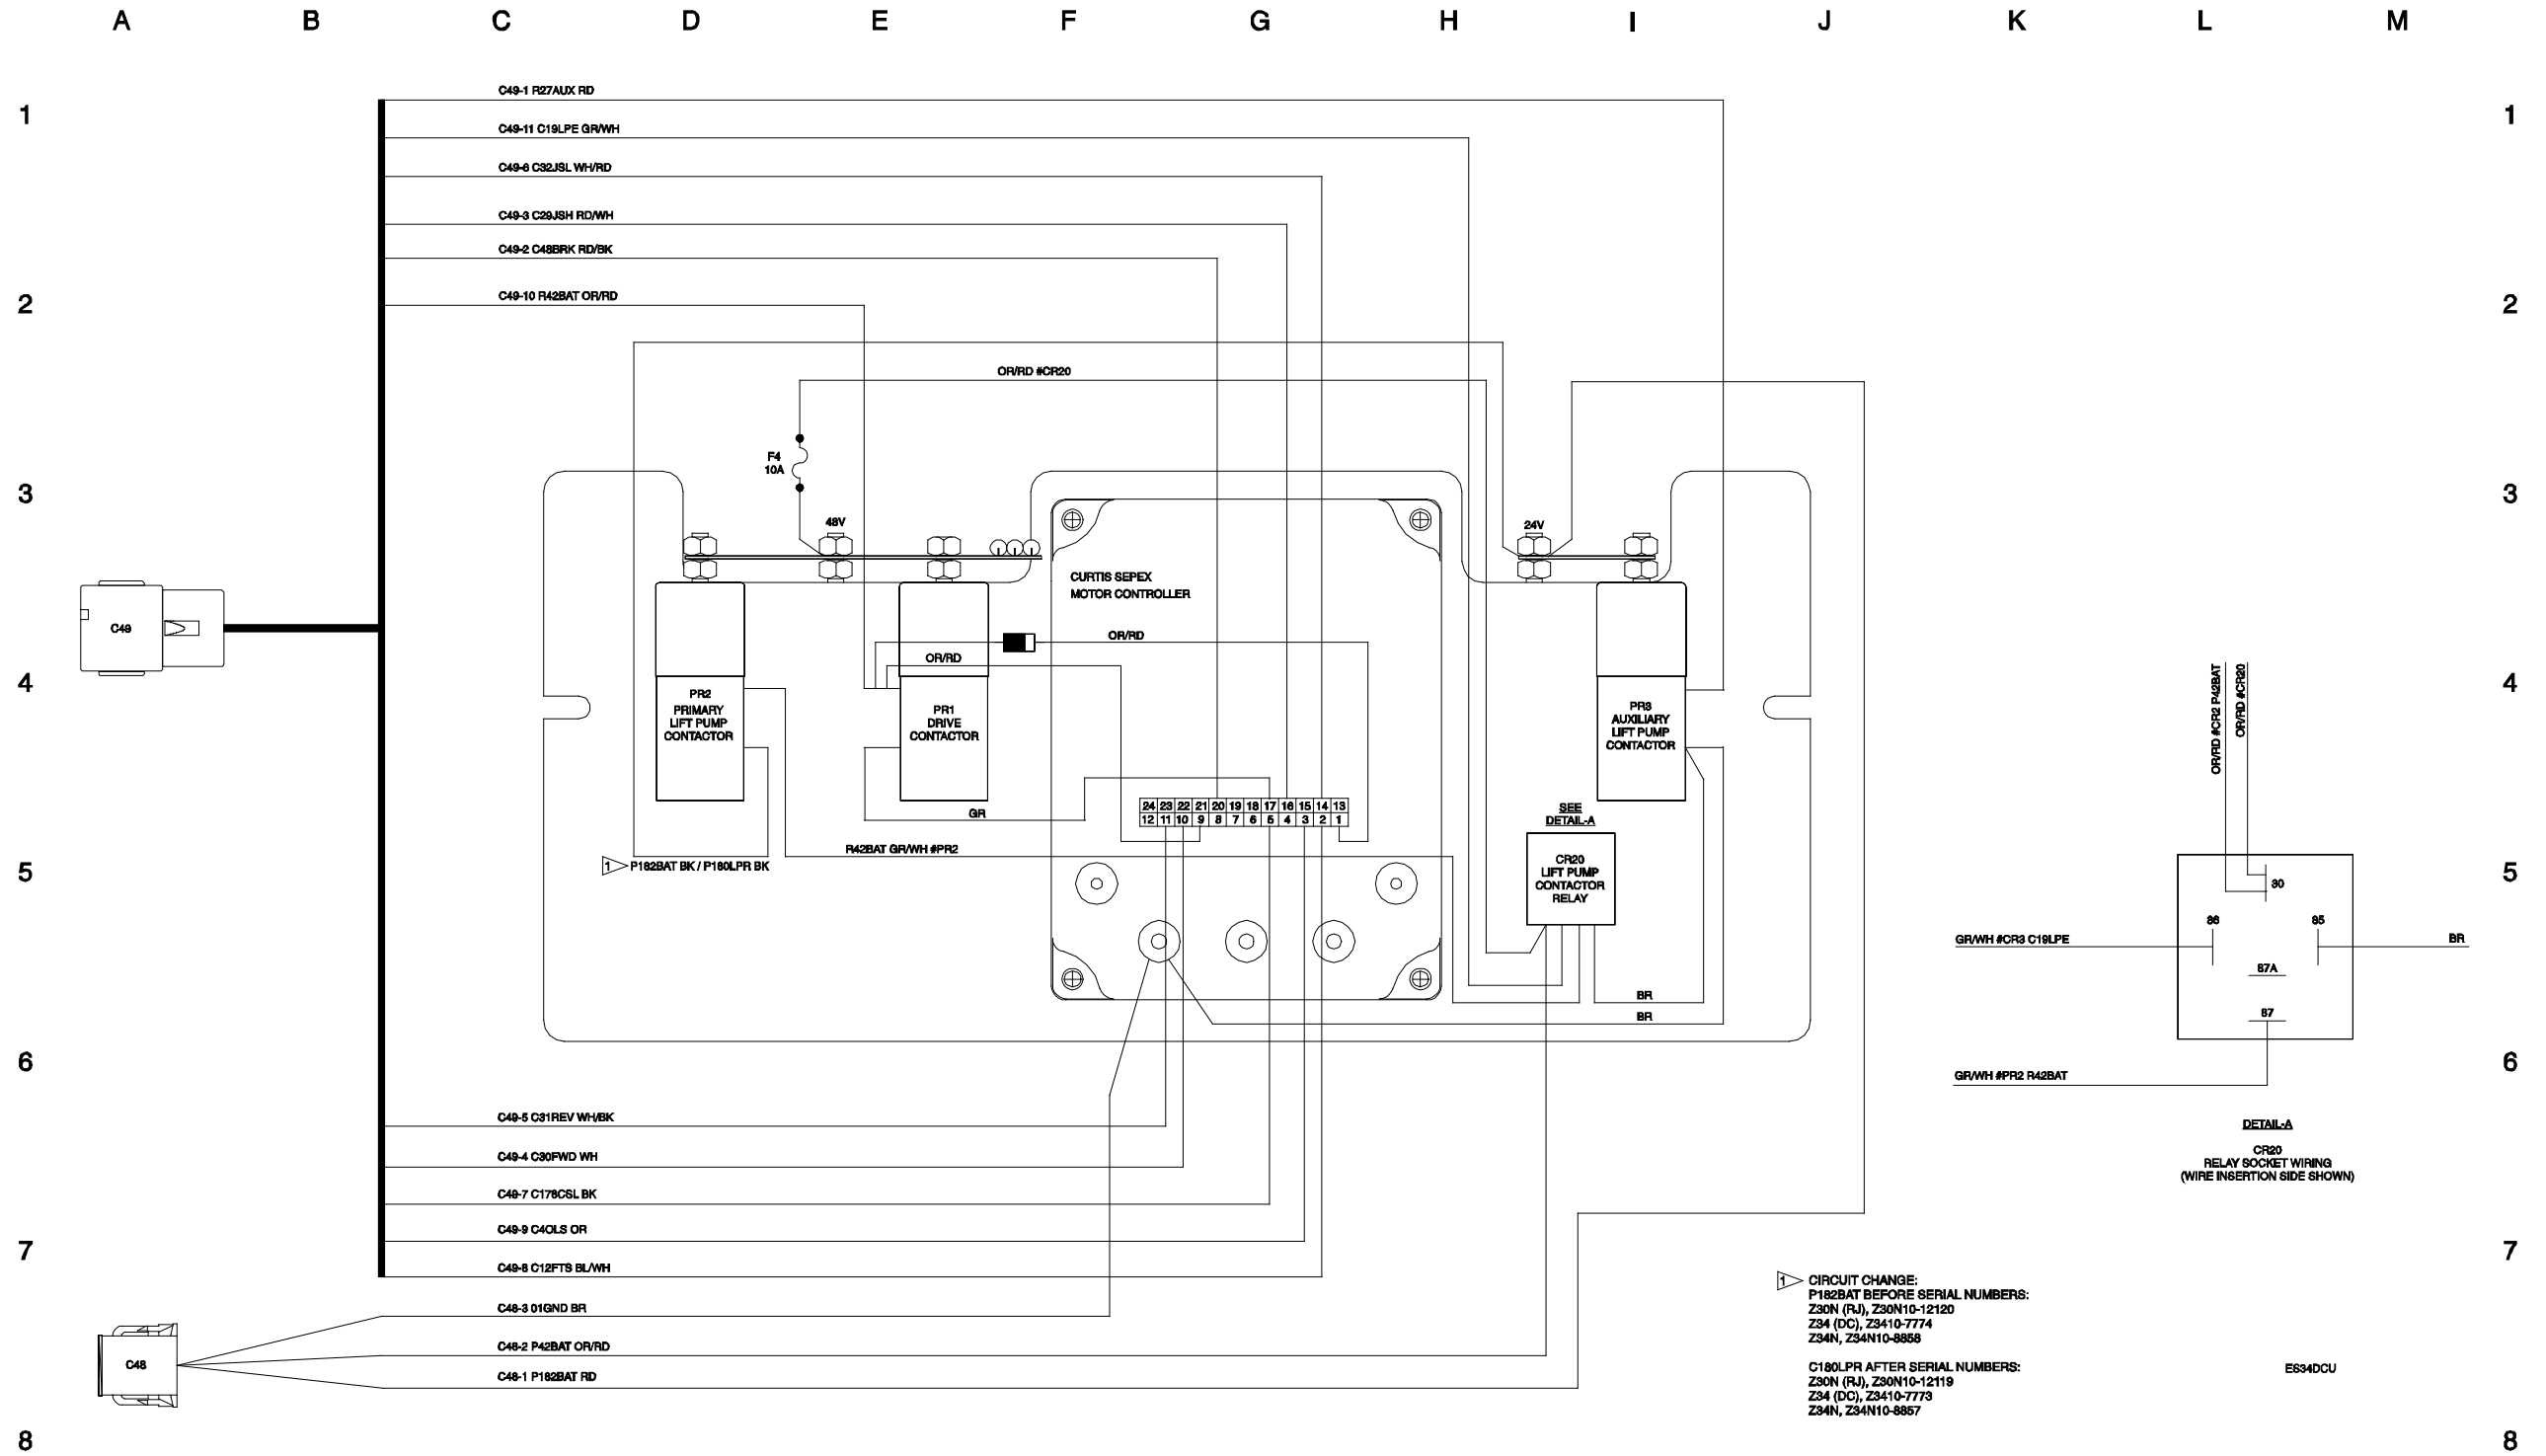 A B C D E F G H I J K L M
1 1
C49-1 R27AUX RD
C49-11 C19LPE GR/WH
C49-6 C32JSL WH/RD
C49-3 C29JSH RD/WH
C49-2 C48BRK RD/BK
C49-10 R42BAT OR/RD
2 2
OR/RD #CR20
F4
10A
3 3
48V
24V
CURTIS SEPEX
MOTOR CONTROLLER
C49
OR/RD
OR/RD
4 4
PR2
PRIMARY
LIFT PUMP
CONTACTOR
PR1
DRIVE
CONTACTOR
PR3
AUXILIARY
LIFT PUMP
CONTACTOR
OR/RD #CR2 P42BAT
OR/RD #CR20
GR
24 23 22 21 20 19 18 17 16 15 14 13
12 11 10 9 8 7 6 5 4 3 2 1
SEE
DETAIL-A
R42BAT GR/WH #PR2
1 P182BAT BK / P180LPR BK
5 5
CR20
LIFT PUMP
CONTACTOR
RELAY
30
86
85
GR/WH #CR3 C19LPE
BR
87A
87
BR
BR
6 6
GR/WH #PR2 R42BAT
C49-5 C31REV WH/BK
C49-4 C30FWD WH
C49-7 C178CSL BK
C49-9 C4OLS OR
C49-8 C12FTS BL/WH
DETAIL-A
CR20
RELAY SOCKET WIRING
(WIRE INSERTION SIDE SHOWN)
7 7
C48-3 01GND BR
C48-2 P42BAT OR/RD
C48-1 P182BAT RD
C48
1 CIRCUIT CHANGE:
P182BAT BEFORE SERIAL NUMBERS:
Z30N (RJ), Z30N10-12120
Z34 (DC), Z3410-7774
Z34N, Z34N10-8858
C180LPR AFTER SERIAL NUMBERS:
Z30N (RJ), Z30N10-12119
Z34 (DC), Z3410-7773
Z34N, Z34N10-8857
ES34DCU
8 8